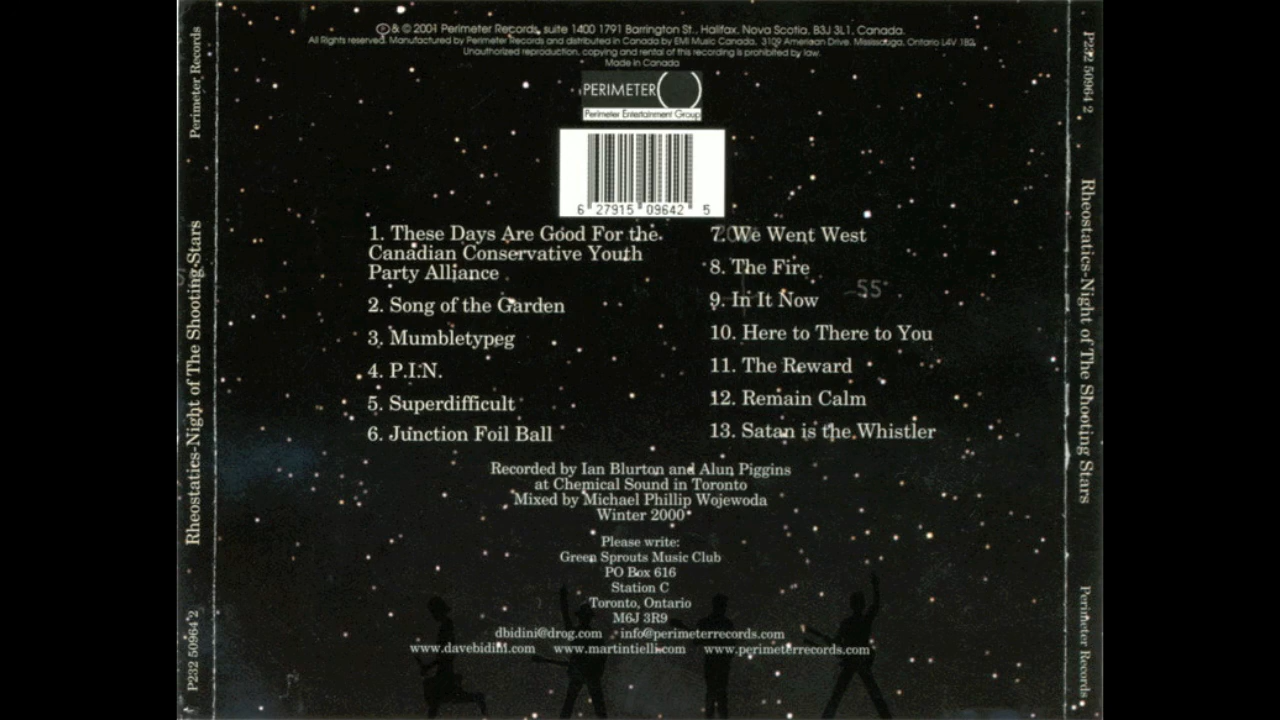 Ⓟ & © 2001 Perimeter Records, suite 1400 1791 Barrington St., Halifax, Nova Scotia, B3J 3L1, Canada.
All Rights reserved. Manufactured by Perimeter Records and distributed in Canada by EMI Music Canada, 3109 American Drive, Mississauga, Ontario L4V 1B2,
Unauthorized reproduction, copying and rental of this recording is prohibited by law.
Made in Canada
PERIMETER
Perimeter Entertainment Group
6 27915 09642 5
1. These Days Are Good For the
Canadian Conservative Youth
Party Alliance
2. Song of the Garden
3. Mumbletypeg
4. P.I.N.
5. Superdifficult
6. Junction Foil Ball
7. We Went West
8. The Fire
9. In It Now
10. Here to There to You
11. The Reward
12. Remain Calm
13. Satan is the Whistler
55°
Recorded by Ian Blurton and Alun Piggins
at Chemical Sound in Toronto
Mixed by Michael Phillip Wojewoda
Winter 2000
Please write:
Green Sprouts Music Club
PO Box 616
Station C
Toronto, Ontario
M6J 3R9
dbidini@drog.com info@perimeterrecords.com
www.davebidini.com www.martintielli.com www.perimeterrecords.com
P232 50964 2 Rheostatics-Night of The Shooting Stars Perimeter Records
P232 50964 2 Rheostatics-Night of The Shooting Stars Perimeter Records